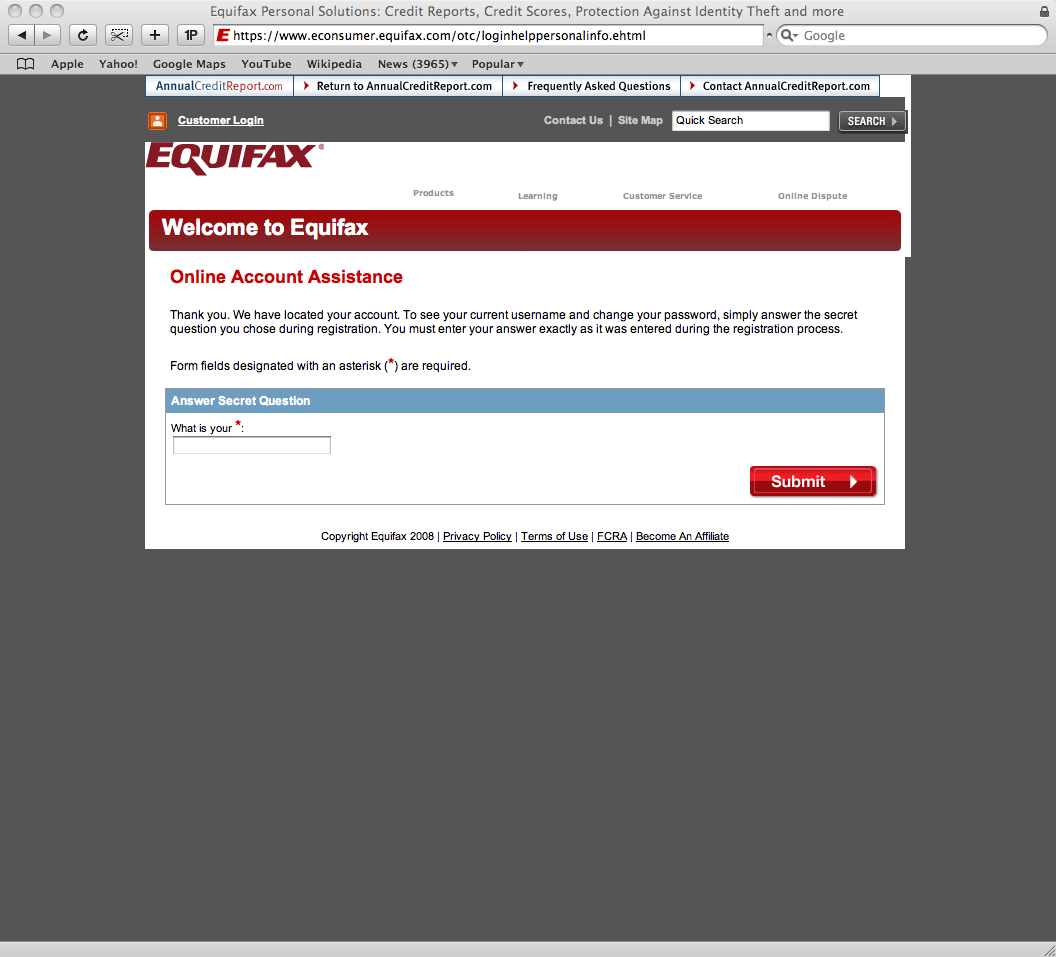 Equifax Personal Solutions: Credit Reports, Credit Scores, Protection Against Identity Theft and more
1P
E https://www.econsumer.equifax.com/otc/loginhelppersonalinfo.ehtml
Google
Apple Yahoo! Google Maps YouTube Wikipedia News (3965) Popular
AnnualCreditReport.com Return to AnnualCreditReport.com Frequently Asked Questions Contact AnnualCreditReport.com
Customer Login Contact Us | Site Map Quick Search SEARCH
EQUIFAX®
Products Learning Customer Service Online Dispute
Welcome to Equifax
Online Account Assistance
Thank you. We have located your account. To see your current username and change your password, simply answer the secret
question you chose during registration. You must enter your answer exactly as it was entered during the registration process.
Form fields designated with an asterisk (*) are required.
Answer Secret Question
What is your *:
Submit
Copyright Equifax 2008 | Privacy Policy | Terms of Use | FCRA | Become An Affiliate